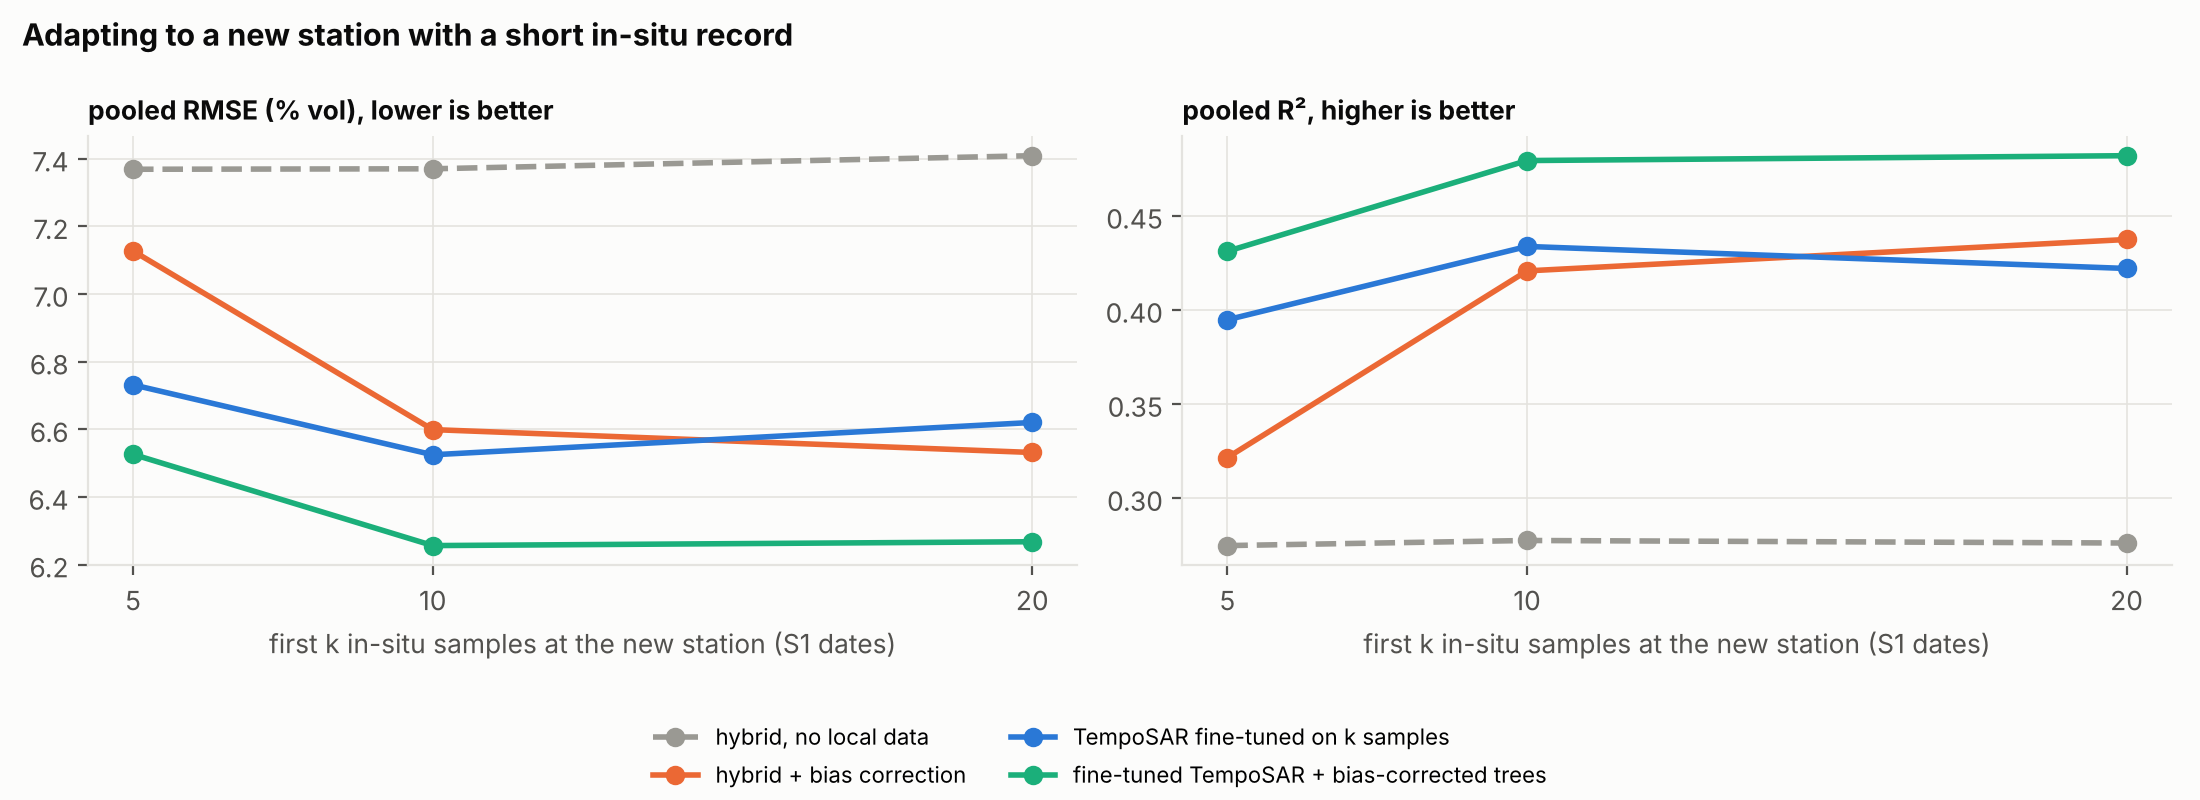 Adapting to a new station with a short in-situ record
pooled RMSE (% vol), lower is better
7.4
7.2
7.0
6.8
6.6
6.4
6.2
5
10
20
first k in-situ samples at the new station (S1 dates)
pooled R², higher is better
0.45
0.40
0.35
0.30
5
10
20
first k in-situ samples at the new station (S1 dates)
hybrid, no local data
hybrid + bias correction
TempoSAR fine-tuned on k samples
fine-tuned TempoSAR + bias-corrected trees